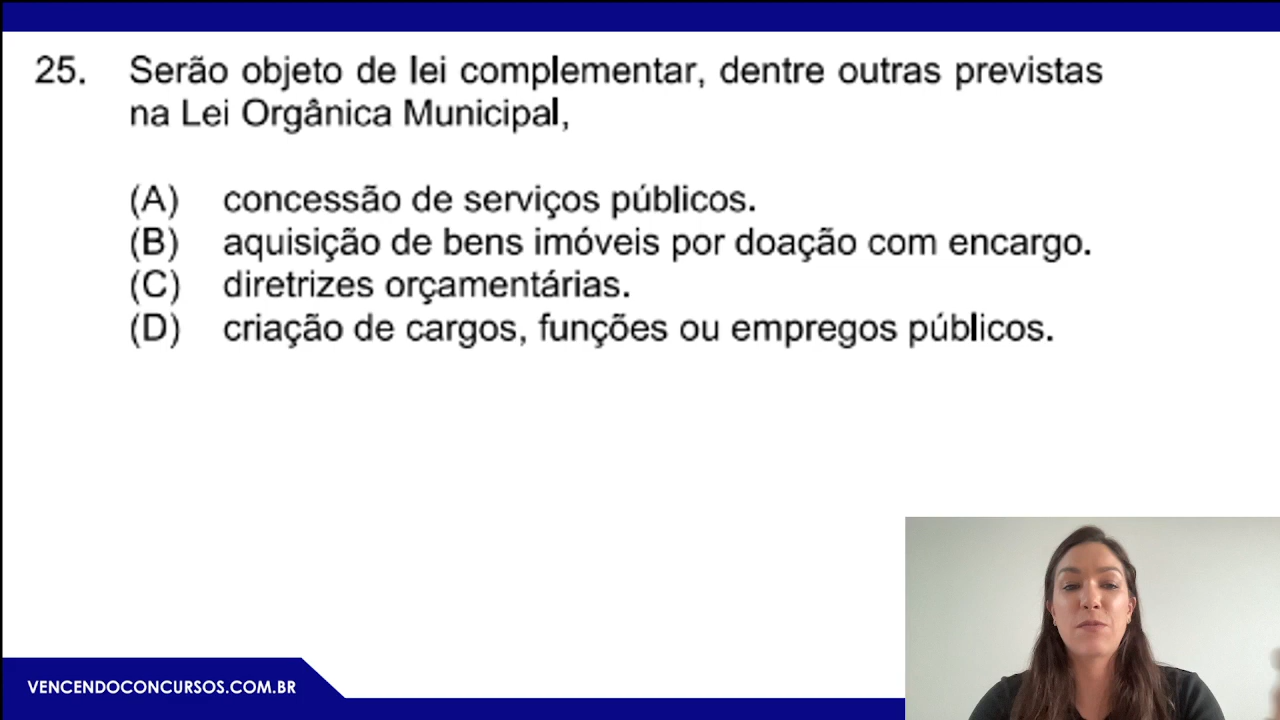 25. Serão objeto de lei complementar, dentre outras previstas
na Lei Orgânica Municipal,
(A) concessão de serviços públicos.
(B) aquisição de bens imóveis por doação com encargo.
(C) diretrizes orçamentárias.
(D) criação de cargos, funções ou empregos públicos.
VENCENDOCONCURSOS.COM.BR